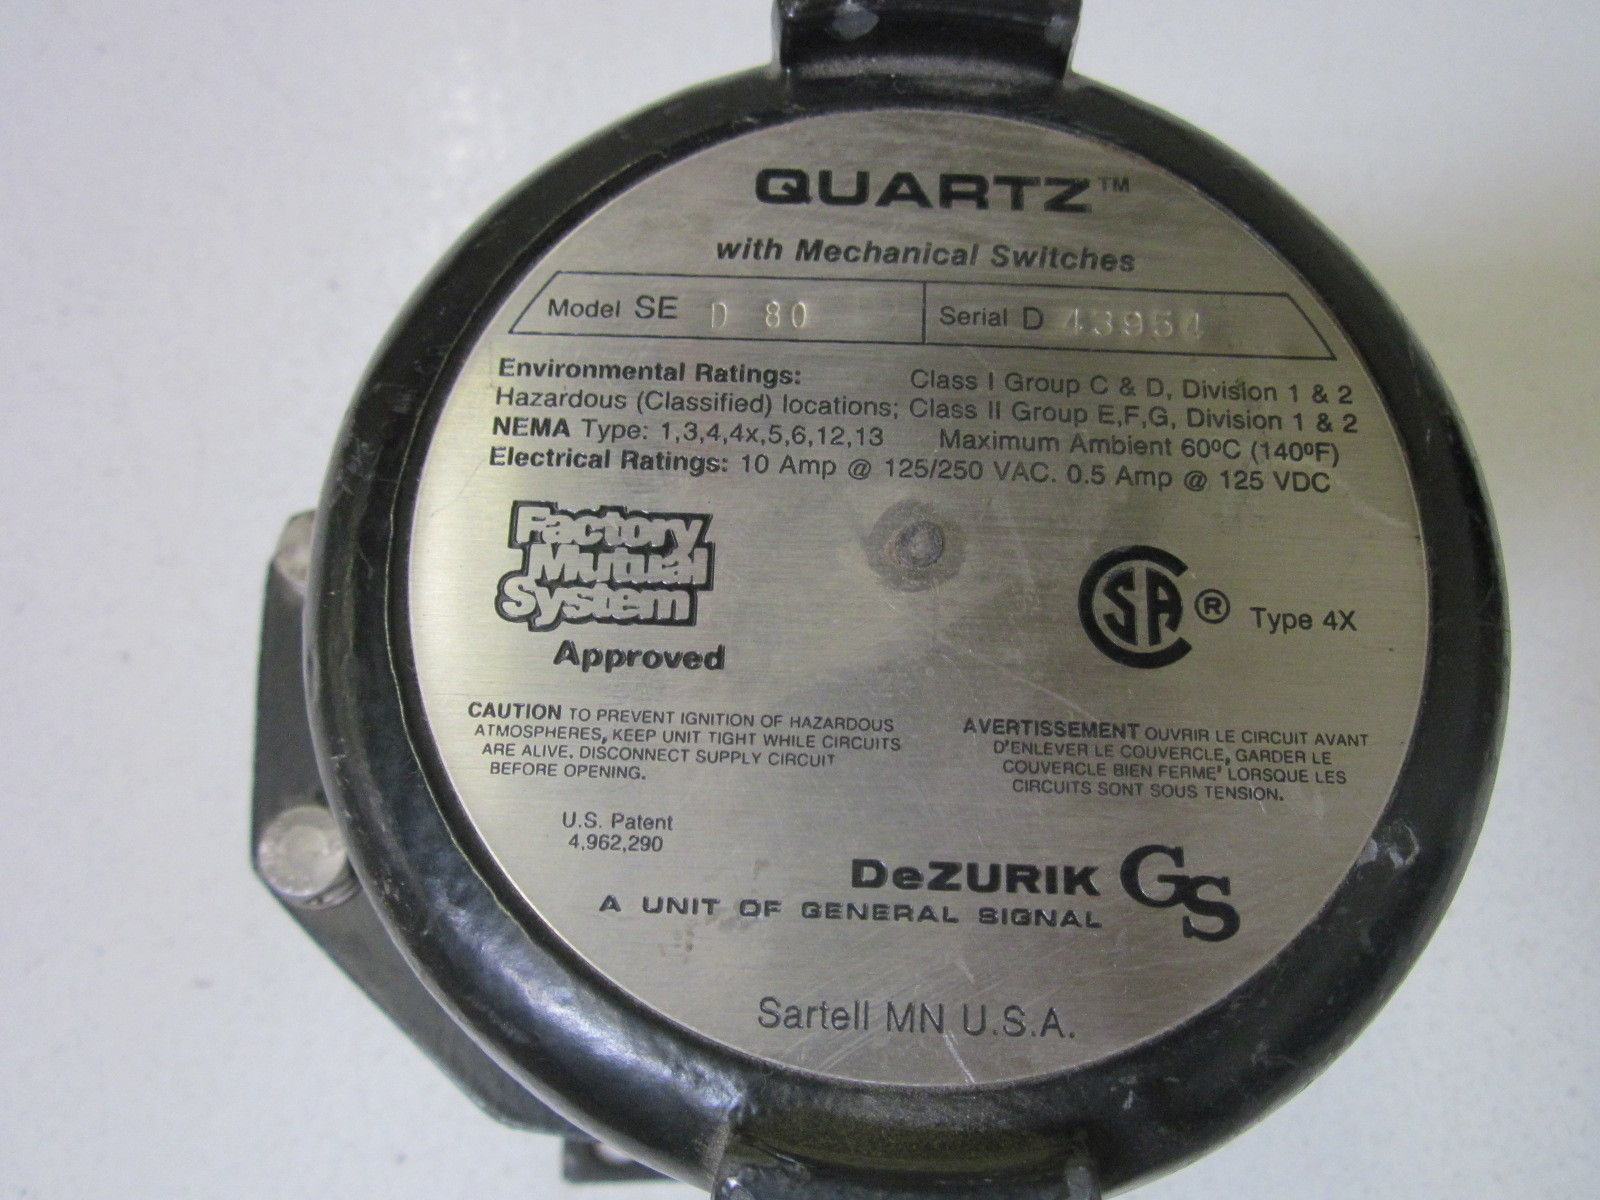 QUARTZ™
with Mechanical Switches
Model SE D 80 Serial D 43954
Environmental Ratings: Class I Group C & D, Division 1 & 2
Hazardous (Classified) locations; Class II Group E,F,G, Division 1 & 2
NEMA Type: 1,3,4,4x,5,6,12,13 Maximum Ambient 60ºC (140ºF)
Electrical Ratings: 10 Amp @ 125/250 VAC. 0.5 Amp @ 125 VDC
Factory
Mutual
System
Approved
CSA® Type 4X
CAUTION TO PREVENT IGNITION OF HAZARDOUS
ATMOSPHERES, KEEP UNIT TIGHT WHILE CIRCUITS
ARE ALIVE. DISCONNECT SUPPLY CIRCUIT
BEFORE OPENING.
AVERTISSEMENT OUVRIR LE CIRCUIT AVANT
D'ENLEVER LE COUVERCLE, GARDER LE
COUVERCLE BIEN FERME' LORSQUE LES
CIRCUITS SONT SOUS TENSION.
U.S. Patent
4,962,290
DeZURIK GS
A UNIT OF GENERAL SIGNAL
Sartell MN U.S.A.